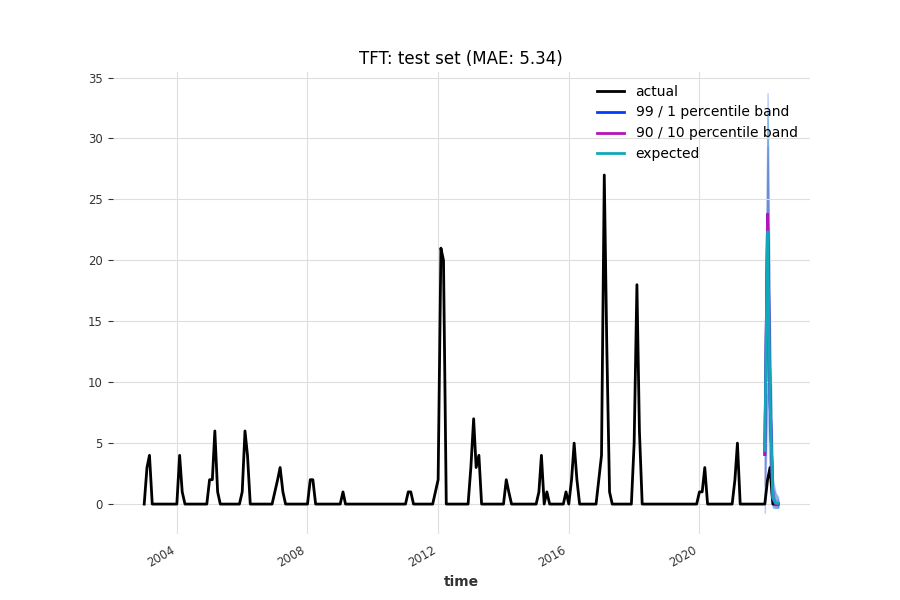 TFT: test set (MAE: 5.34)
actual
99 / 1 percentile band
90 / 10 percentile band
expected
35
30
25
20
15
10
5
0
2004
2008
2012
2016
2020
time